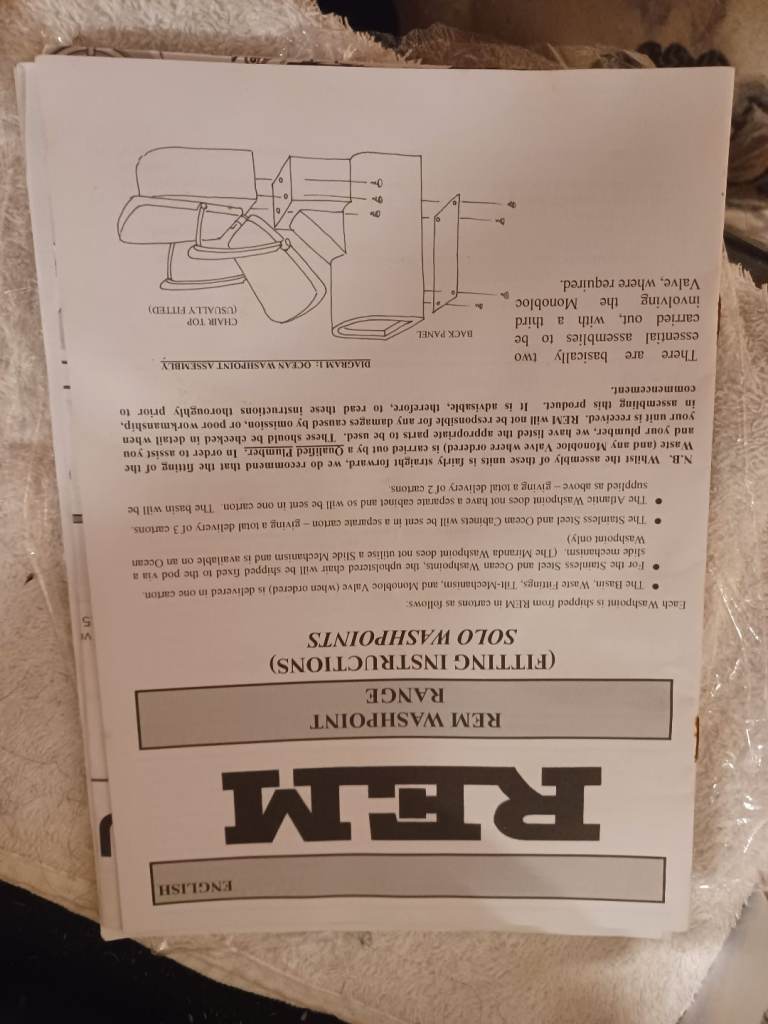 ENGLISH
REM
REM WASHPOINT
RANGE
(FITTING INSTRUCTIONS)
SOLO WASHPOINTS
Each Washpoint is shipped from REM in cartons as follows:
● The Basin, Waste Fittings, Tilt-Mechanism, and Monobloc Valve (when ordered) is delivered in one carton.
● For the Stainless Steel and Ocean Washpoints, the upholstered chair will be shipped fixed to the pod via a
slide mechanism. (The Miranda Washpoint does not utilise a Slide Mechanism and is available on an Ocean
Washpoint only)
● The Stainless Steel and Ocean Cabinets will be sent in a separate carton – giving a total delivery of 3 cartons.
● The Atlantic Washpoint does not have a separate cabinet and so will be sent in one carton. The basin will be
supplied as above – giving a total delivery of 2 cartons.
N.B. Whilst the assembly of these units is fairly straight forward, we do recommend that the fitting of the
Waste (and any Monobloc Valve where ordered) is carried out by a Qualified Plumber. In order to assist you
and your plumber, we have listed the appropriate parts to be used. These should be checked in detail when
your unit is received. REM will not be responsible for any damages caused by omission, or poor workmanship,
in assembling this product. It is advisable, therefore, to read these instructions thoroughly prior to
commencement.
There are basically two
essential assemblies to be
carried out, with a third
involving the Monobloc
Valve, where required.
DIAGRAM 1: OCEAN WASHPOINT ASSEMBLY
BACK PANEL
CHAIR TOP
(USUALLY FITTED)